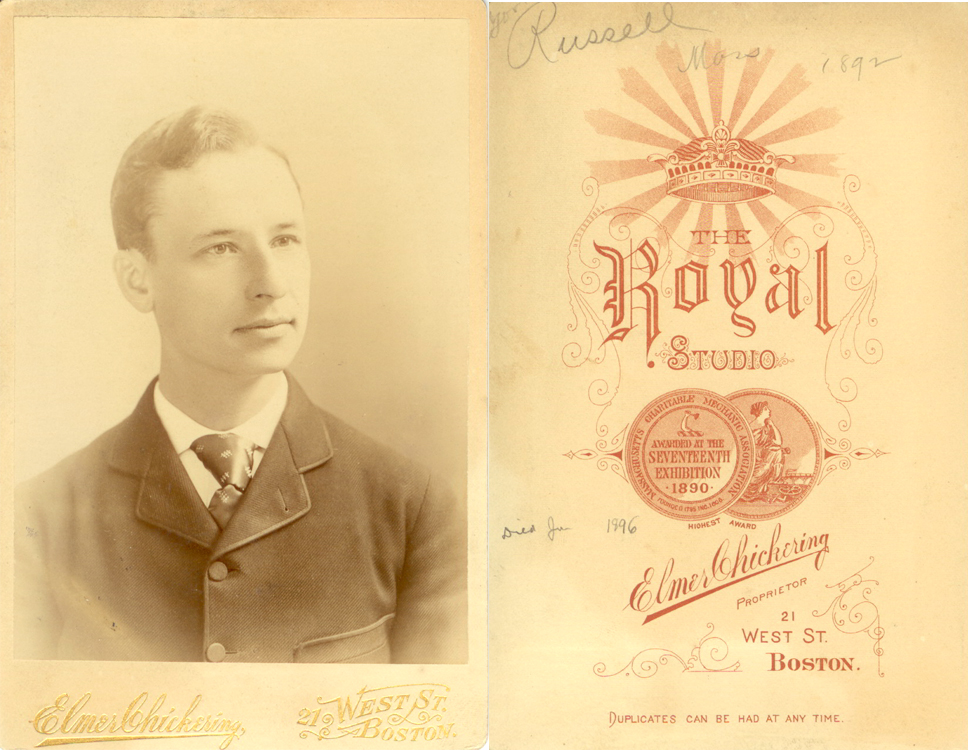 Elmer Chickering,
21 WEST ST.
BOSTON.
Russell
Mass 1892
THE
Royal
STUDIO
MASSACHUSETTS CHARITABLE MECHANIC ASSOCIATION
AWARDED AT THE
SEVENTEENTH
EXHIBITION
· 1890 ·
HIGHEST AWARD
Died Jan 1896
Elmer Chickering
PROPRIETOR
21
WEST ST.
BOSTON.
DUPLICATES CAN BE HAD AT ANY TIME.